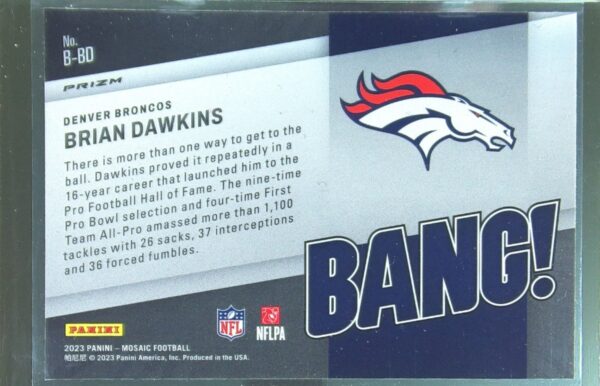 No.
B-BD
PRIZM
DENVER BRONCOS
BRIAN DAWKINS
There is more than one way to get to the
ball. Dawkins proved it repeatedly in a
16-year career that launched him to the
Pro Football Hall of Fame. The nine-time
Pro Bowl selection and four-time First
Team All-Pro amassed more than 1,100
tackles with 26 sacks, 37 interceptions
and 36 forced fumbles.
BANG!
PANINI
NFL
NFLPA
2023 PANINI – MOSAIC FOOTBALL
帕尼尼 © 2023 Panini America, Inc. Produced in the USA.